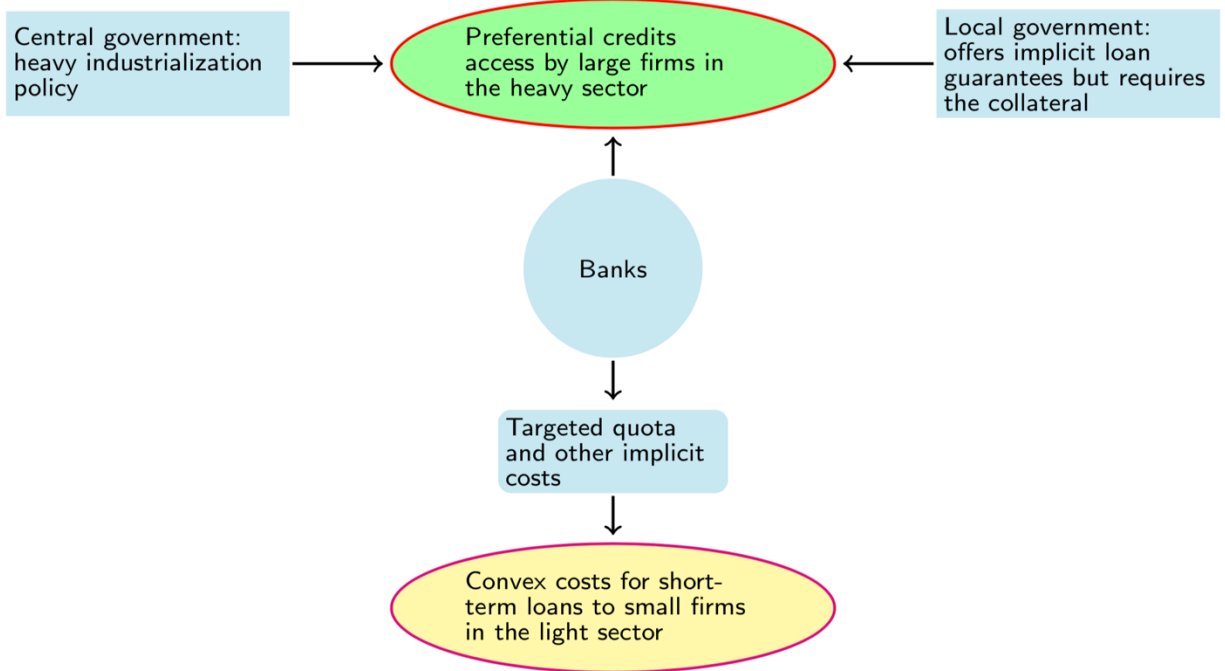 Central government:
heavy industrialization
policy
Preferential credits
access by large firms in
the heavy sector
Local government:
offers implicit loan
guarantees but requires
the collateral
Banks
Targeted quota
and other implicit
costs
Convex costs for short-
term loans to small firms
in the light sector